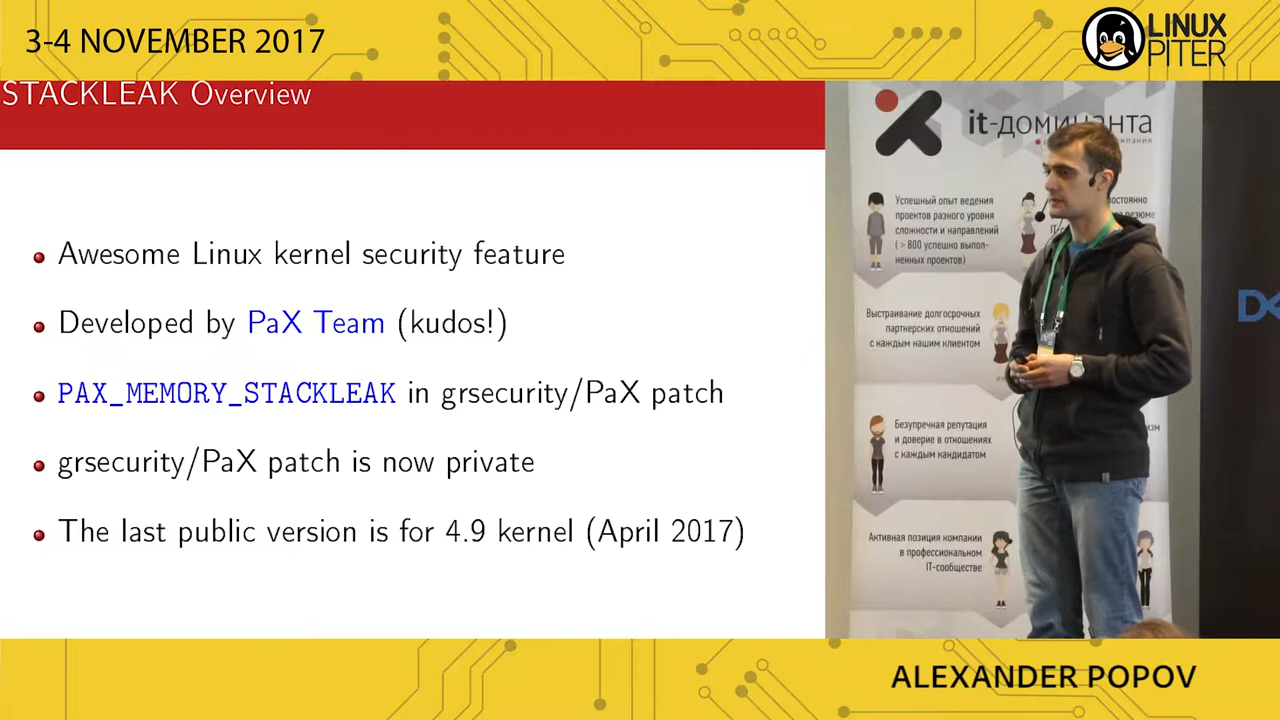 3-4 NOVEMBER 2017
LINUX
PITER
STACKLEAK Overview
Awesome Linux kernel security feature
Developed by PaX Team (kudos!)
PAX_MEMORY_STACKLEAK in grsecurity/PaX patch
grsecurity/PaX patch is now private
The last public version is for 4.9 kernel (April 2017)
it-доминанта
Успешный опыт ведения
проектов разного уровня
сложности и направлений
( > 800 успешно выпол-
ненных проектов)
Выстраивание долгосрочных
партнерских отношений
с каждым нашим клиентом
Безупречная репутация
и доверие в отношениях
с каждым кандидатом
Активная позиция компании
в профессиональном
IT-сообществе
ALEXANDER POPOV